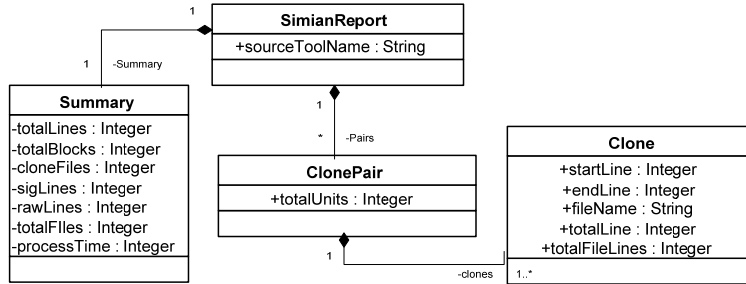 1
SimianReport
+sourceToolName : String
1
-Summary
1
*
-Pairs
Summary
-totalLines : Integer
-totalBlocks : Integer
-cloneFiles : Integer
-sigLines : Integer
-rawLines : Integer
-totalFIles : Integer
-processTime : Integer
ClonePair
+totalUnits : Integer
1
-clones
Clone
+startLine : Integer
+endLine : Integer
+fileName : String
+totalLine : Integer
+totalFileLines : Integer
1..*